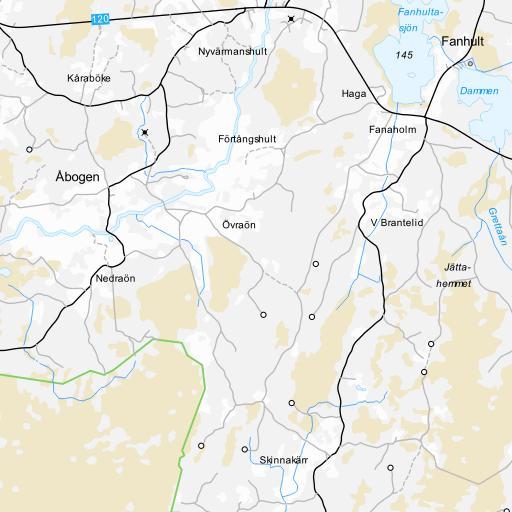 Fanhulta-
sjön
120
Fanhult
Nyvärmanshult
145
Kåraböke
Haga
Dammen
Fanaholm
Förtångshult
Åbogen
Övraön
V Brantelid
Grettaån
Jätta-
hemmet
Nedraön
Skinnakärr